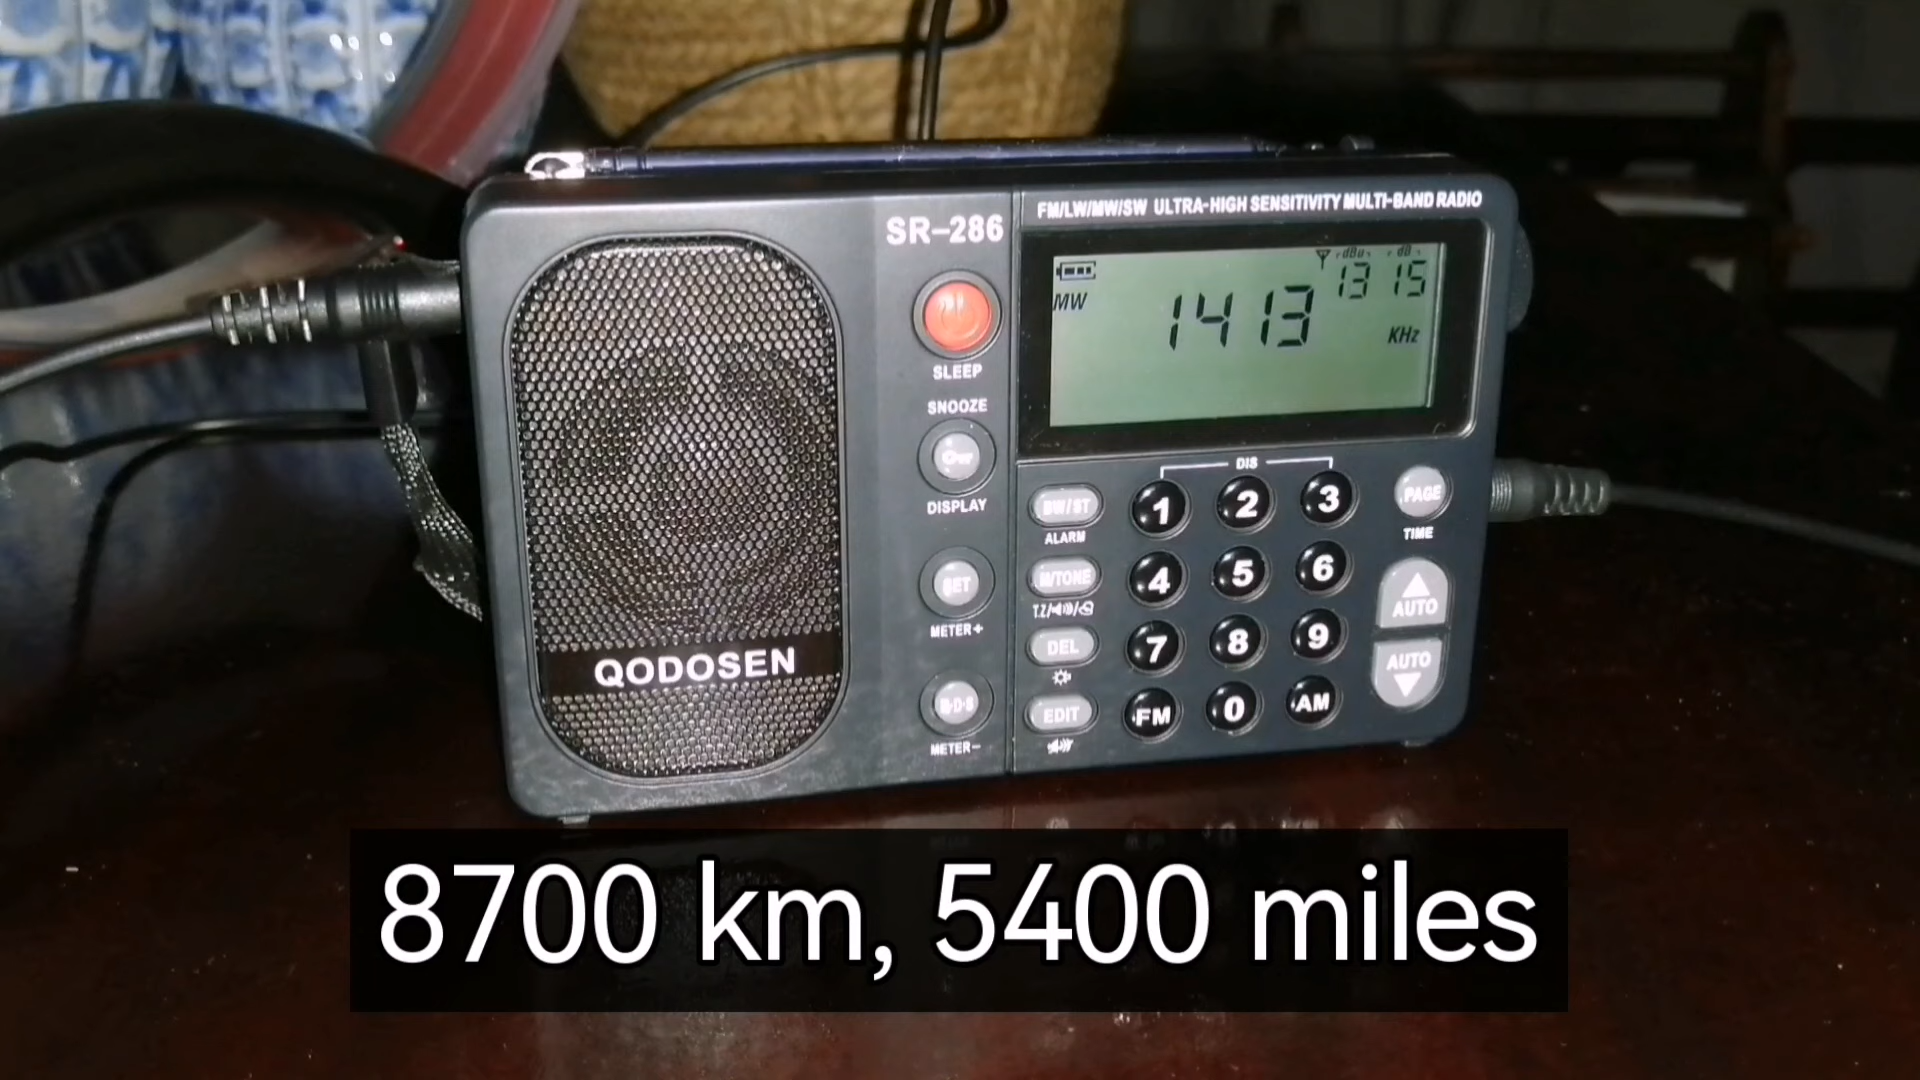 SR-286
FM/LW/MW/SW ULTRA-HIGH SENSITIVITY MULTI-BAND RADIO
dBu dB
MW 1413 13 15
KHz
SLEEP
SNOOZE
DISPLAY
SET
METER+
R·D·S
METER-
DIS
BW/ST 1 2 3 PAGE
ALARM TIME
M/TONE 4 5 6 AUTO
T.Z/
DEL 7 8 9 AUTO
EDIT FM 0 AM
QODOSEN
8700 km, 5400 miles